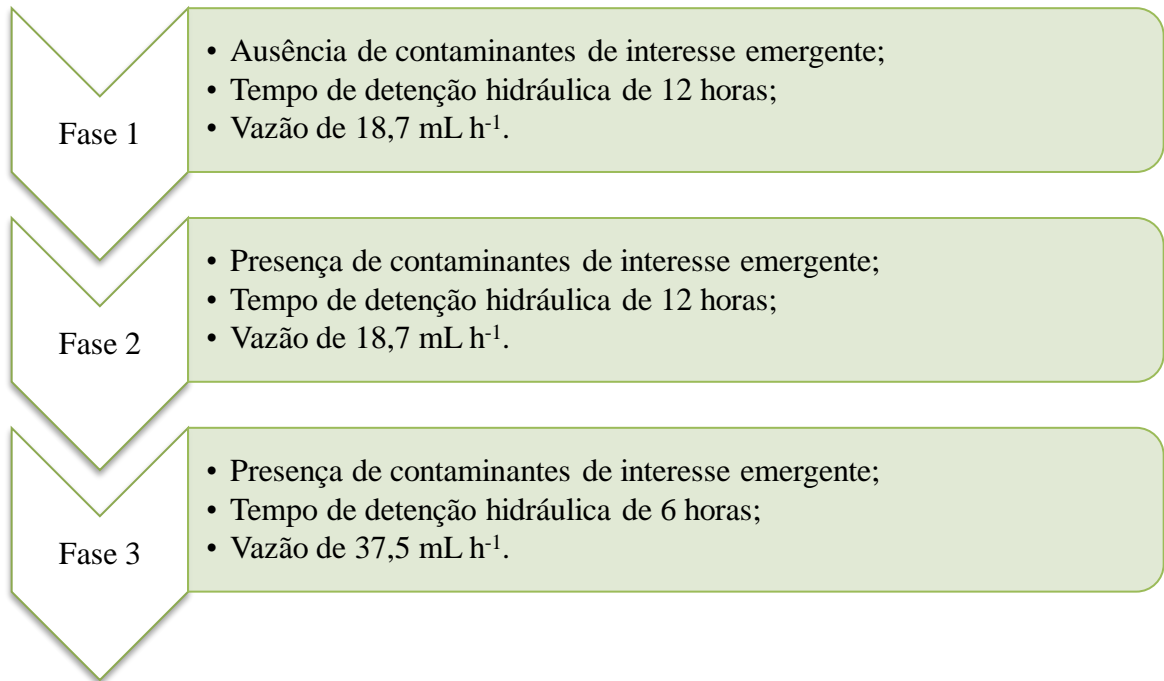 Fase 1
• Ausência de contaminantes de interesse emergente;
• Tempo de detenção hidráulica de 12 horas;
• Vazão de 18,7 mL h-1.
Fase 2
• Presença de contaminantes de interesse emergente;
• Tempo de detenção hidráulica de 12 horas;
• Vazão de 18,7 mL h-1.
Fase 3
• Presença de contaminantes de interesse emergente;
• Tempo de detenção hidráulica de 6 horas;
• Vazão de 37,5 mL h-1.